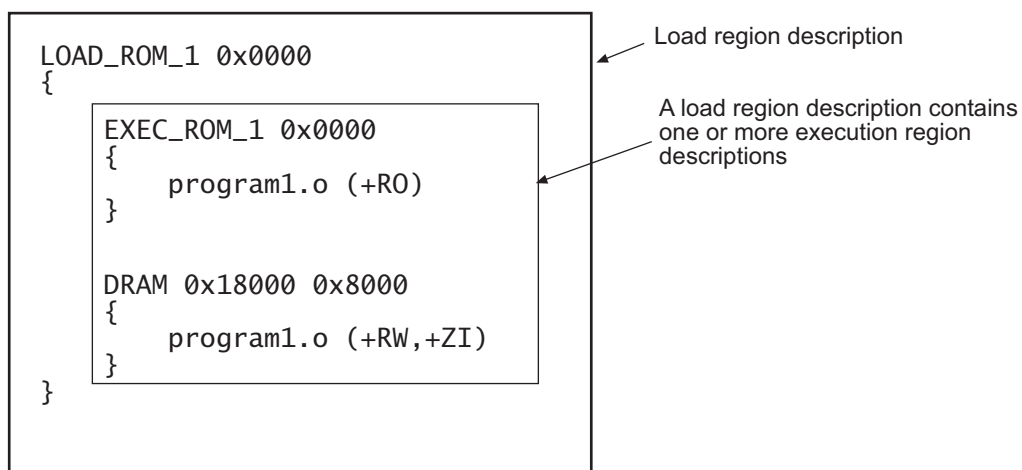 LOAD_ROM_1 0x0000
{
EXEC_ROM_1 0x0000
{
program1.o (+RO)
}
DRAM 0x18000 0x8000
{
program1.o (+RW,+ZI)
}
}
Load region description
A load region description contains
one or more execution region
descriptions